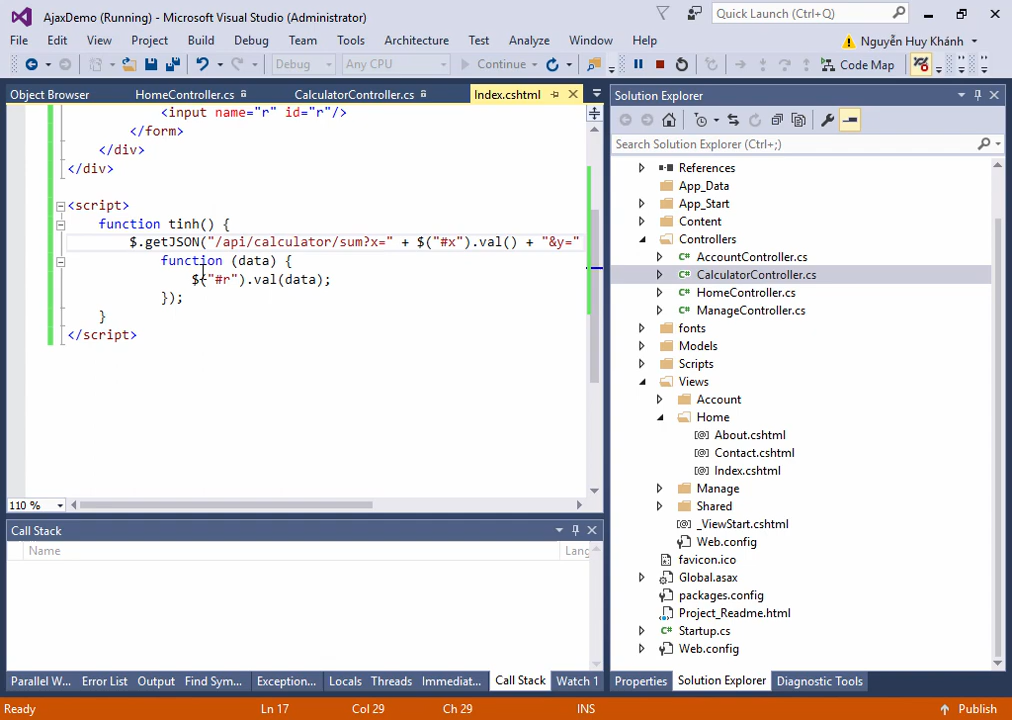 AjaxDemo (Running) - Microsoft Visual Studio (Administrator)
Quick Launch (Ctrl+Q)
File Edit View Project Build Debug Team Tools Architecture Test Analyze Window Help
Nguyễn Huy Khánh
Debug Any CPU Continue Code Map
Object Browser HomeController.cs CalculatorController.cs Index.cshtml
<input name="r" id="r"/>
</form>
</div>
</div>
<script>
function tinh() {
$.getJSON("/api/calculator/sum?x=" + $("#x").val() + "&y="
function (data) {
$("#r").val(data);
});
}
</script>
110 %
Call Stack
Name Lang
Parallel W... Error List Output Find Sym... Exception... Locals Threads Immediat... Call Stack Watch 1
Solution Explorer
Search Solution Explorer (Ctrl+;)
References
App_Data
App_Start
Content
Controllers
AccountController.cs
CalculatorController.cs
HomeController.cs
ManageController.cs
fonts
Models
Scripts
Views
Account
Home
About.cshtml
Contact.cshtml
Index.cshtml
Manage
Shared
_ViewStart.cshtml
Web.config
favicon.ico
Global.asax
packages.config
Project_Readme.html
Startup.cs
Web.config
Properties Solution Explorer Diagnostic Tools
Ln 17 Col 29 Ch 29 INS Publish